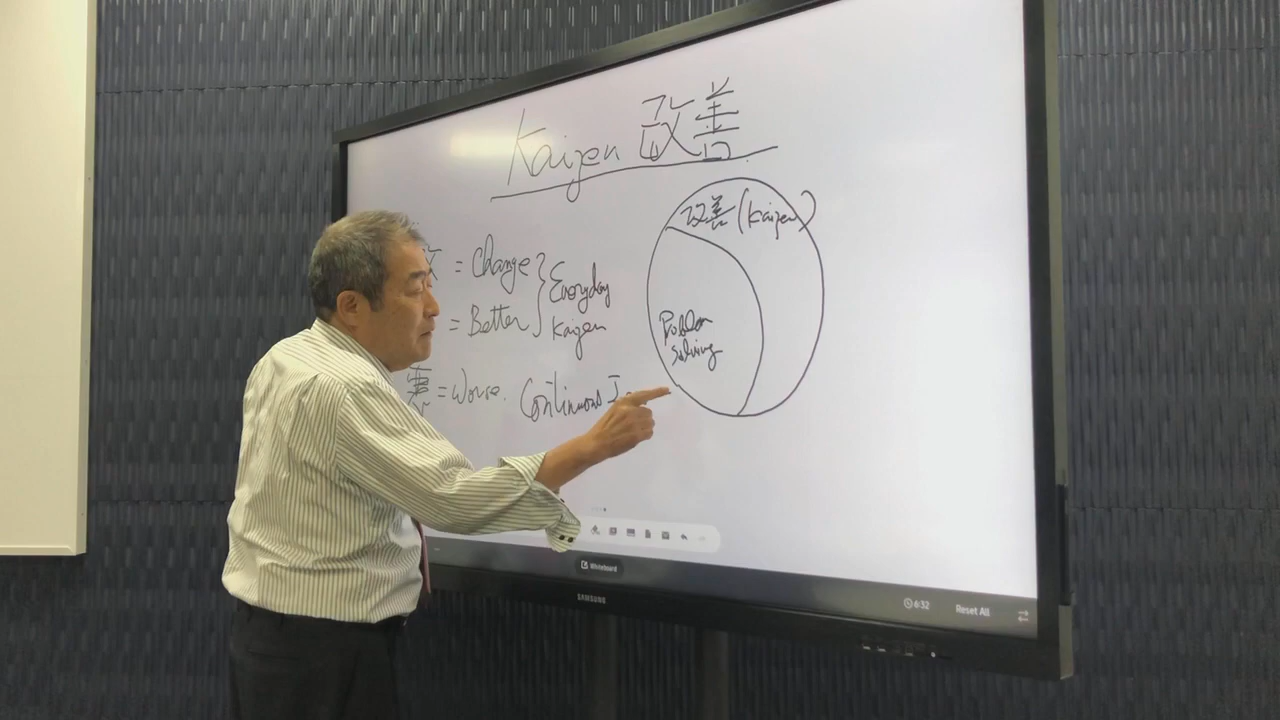 Kaizen 改善
改善 (Kaizen)
= Change
= Better
Everyday
Kaizen
Problem
Solving
悪 = Worse. Continuous
Whiteboard
SAMSUNG
6:32
Reset All